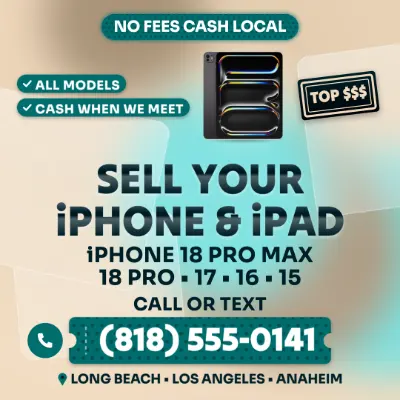 NO FEES CASH LOCAL
ALL MODELS
CASH WHEN WE MEET
TOP $$$
SELL YOUR
iPHONE & iPAD
iPHONE 18 PRO MAX
18 PRO ▪ 17 ▪ 16 ▪ 15
CALL OR TEXT
(818) 555-0141
LONG BEACH ▪ LOS ANGELES ▪ ANAHEIM